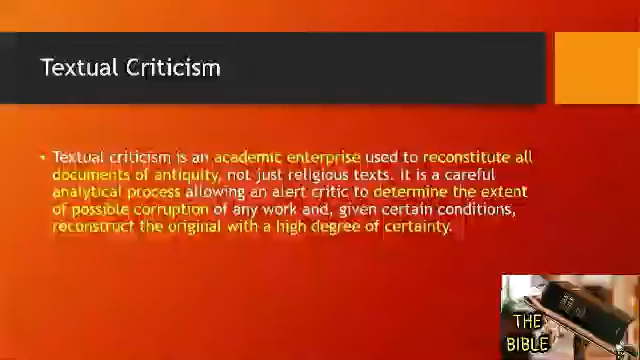 Textual Criticism
• Textual criticism is an academic enterprise used to reconstitute all
documents of antiquity, not just religious texts. It is a careful
analytical process allowing an alert critic to determine the extent
of possible corruption of any work and, given certain conditions,
reconstruct the original with a high degree of certainty.
THE
BIBLE